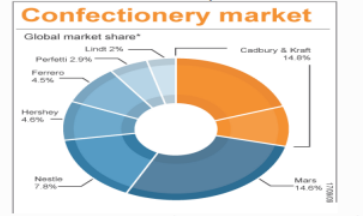 Confectionery market
Global market share*
Lindt 2%
Perfetti 2.9%
Ferrero
4.5%
Hershey
4.6%
Nestle
7.8%
Cadbury & Kraft
14.8%
Mars
14.6%
170909